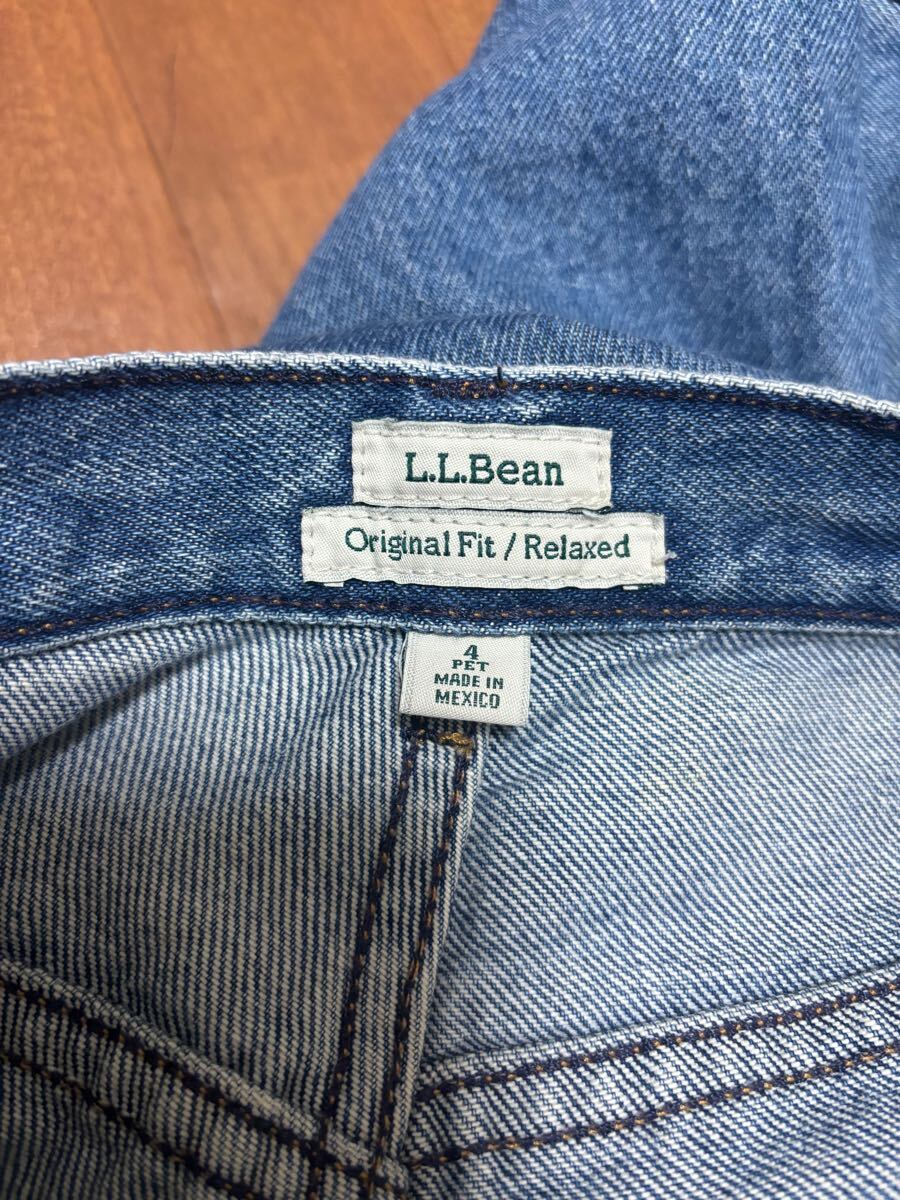 L.L.Bean
Original Fit / Relaxed
4
PET
MADE IN
MEXICO